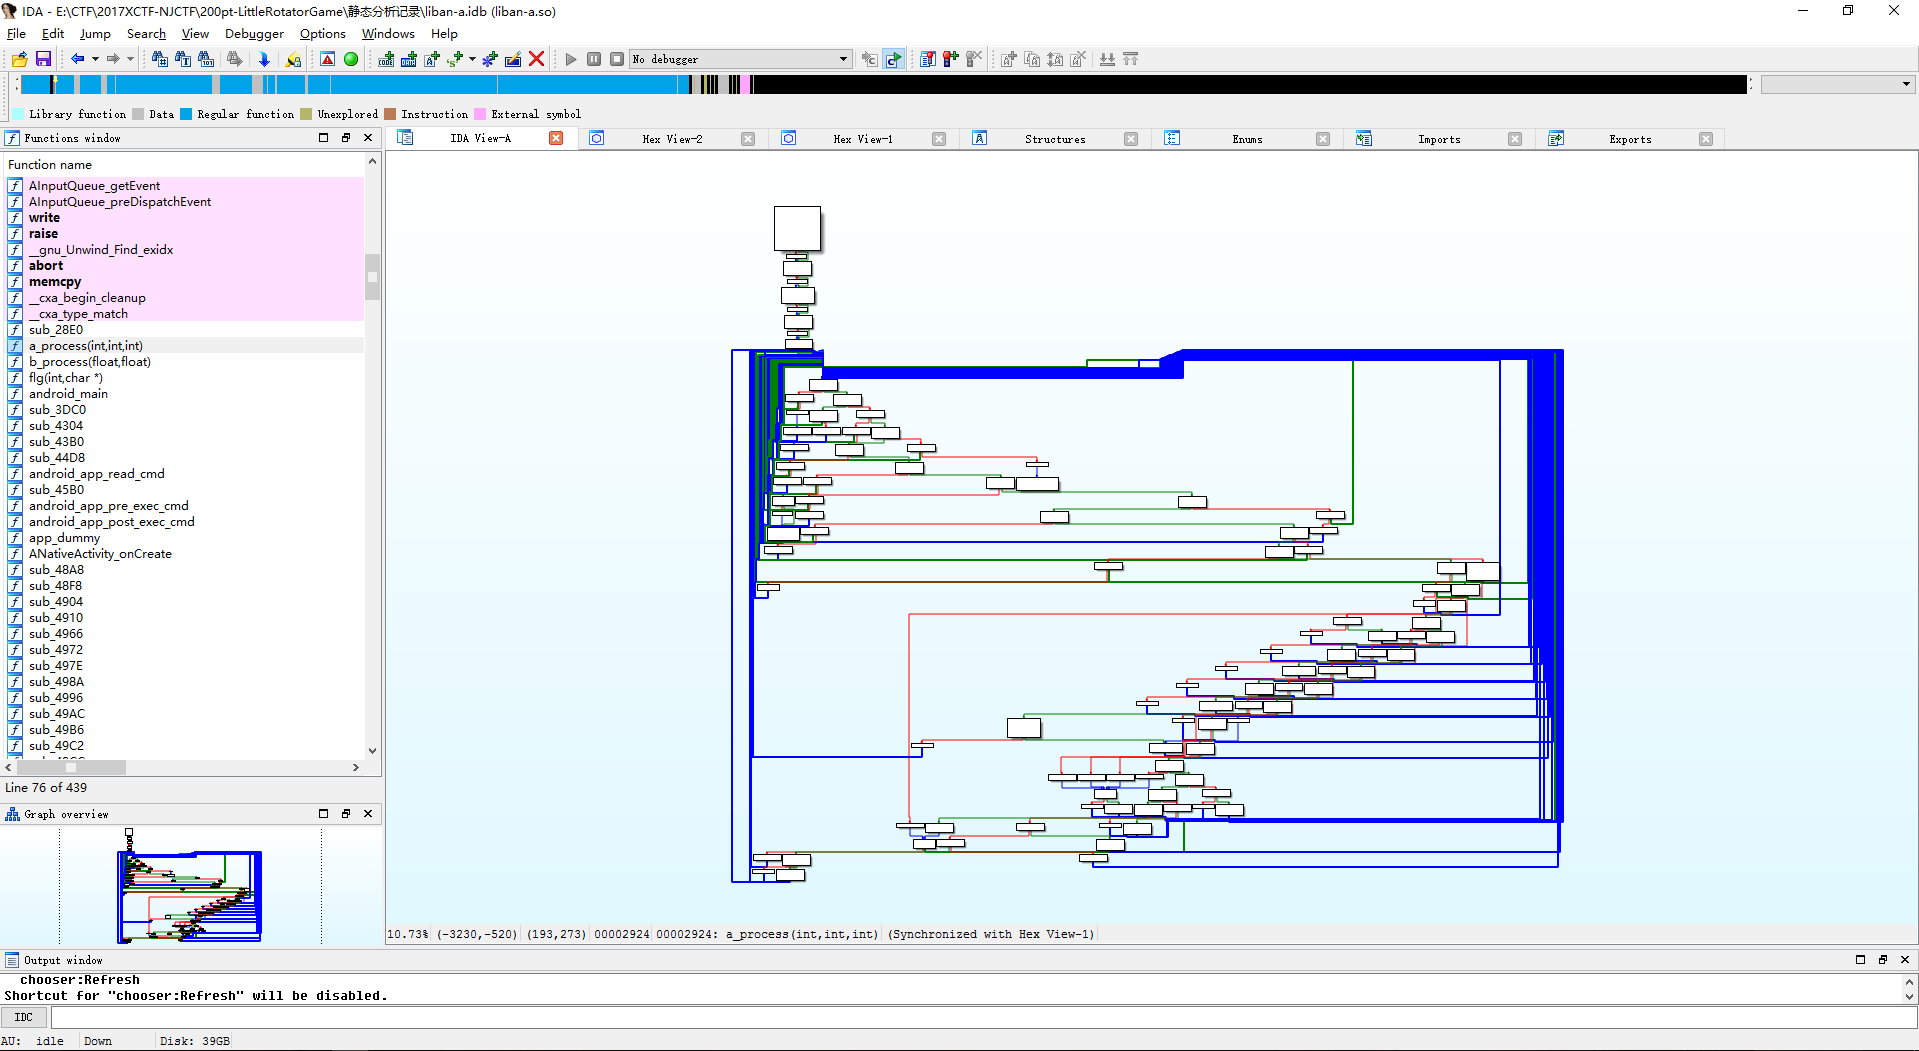 IDA - E:\CTF\2017XCTF-NJCTF\200pt-LittleRotatorGame\静态分析记录\liban-a.idb (liban-a.so)
File Edit Jump Search View Debugger Options Windows Help
No debugger
Library function Data Regular function Unexplored Instruction External symbol
Functions window
IDA View-A Hex View-2 Hex View-1 Structures Enums Imports Exports
Function name
AInputQueue_getEvent
AInputQueue_preDispatchEvent
write
raise
__gnu_Unwind_Find_exidx
abort
memcpy
__cxa_begin_cleanup
__cxa_type_match
sub_28E0
a_process(int,int,int)
b_process(float,float)
flg(int,char *)
android_main
sub_3DC0
sub_4304
sub_43B0
sub_44D8
android_app_read_cmd
sub_45B0
android_app_pre_exec_cmd
android_app_post_exec_cmd
app_dummy
ANativeActivity_onCreate
sub_48A8
sub_48F8
sub_4904
sub_4910
sub_4966
sub_4972
sub_497E
sub_498A
sub_4996
sub_49AC
sub_49B6
sub_49C2
Line 76 of 439
Graph overview
10.73% (-3230,-520) (193,273) 00002924 00002924: a_process(int,int,int) (Synchronized with Hex View-1)
Output window
chooser:Refresh
Shortcut for "chooser:Refresh" will be disabled.
IDC
AU: idle Down Disk: 39GB